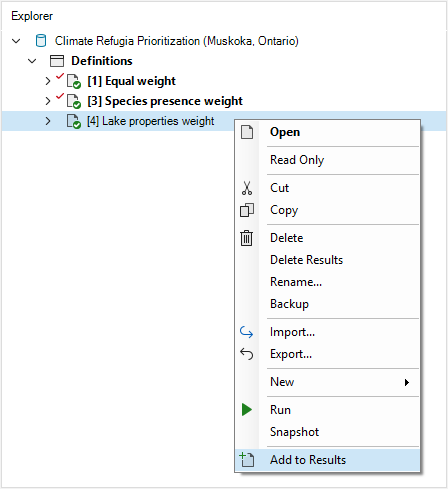 Explorer
Climate Refugia Prioritization (Muskoka, Ontario)
Definitions
[1] Equal weight
[3] Species presence weight
[4] Lake properties weight
Open
Read Only
Cut
Copy
Delete
Delete Results
Rename...
Backup
Import...
Export...
New
Run
Snapshot
Add to Results